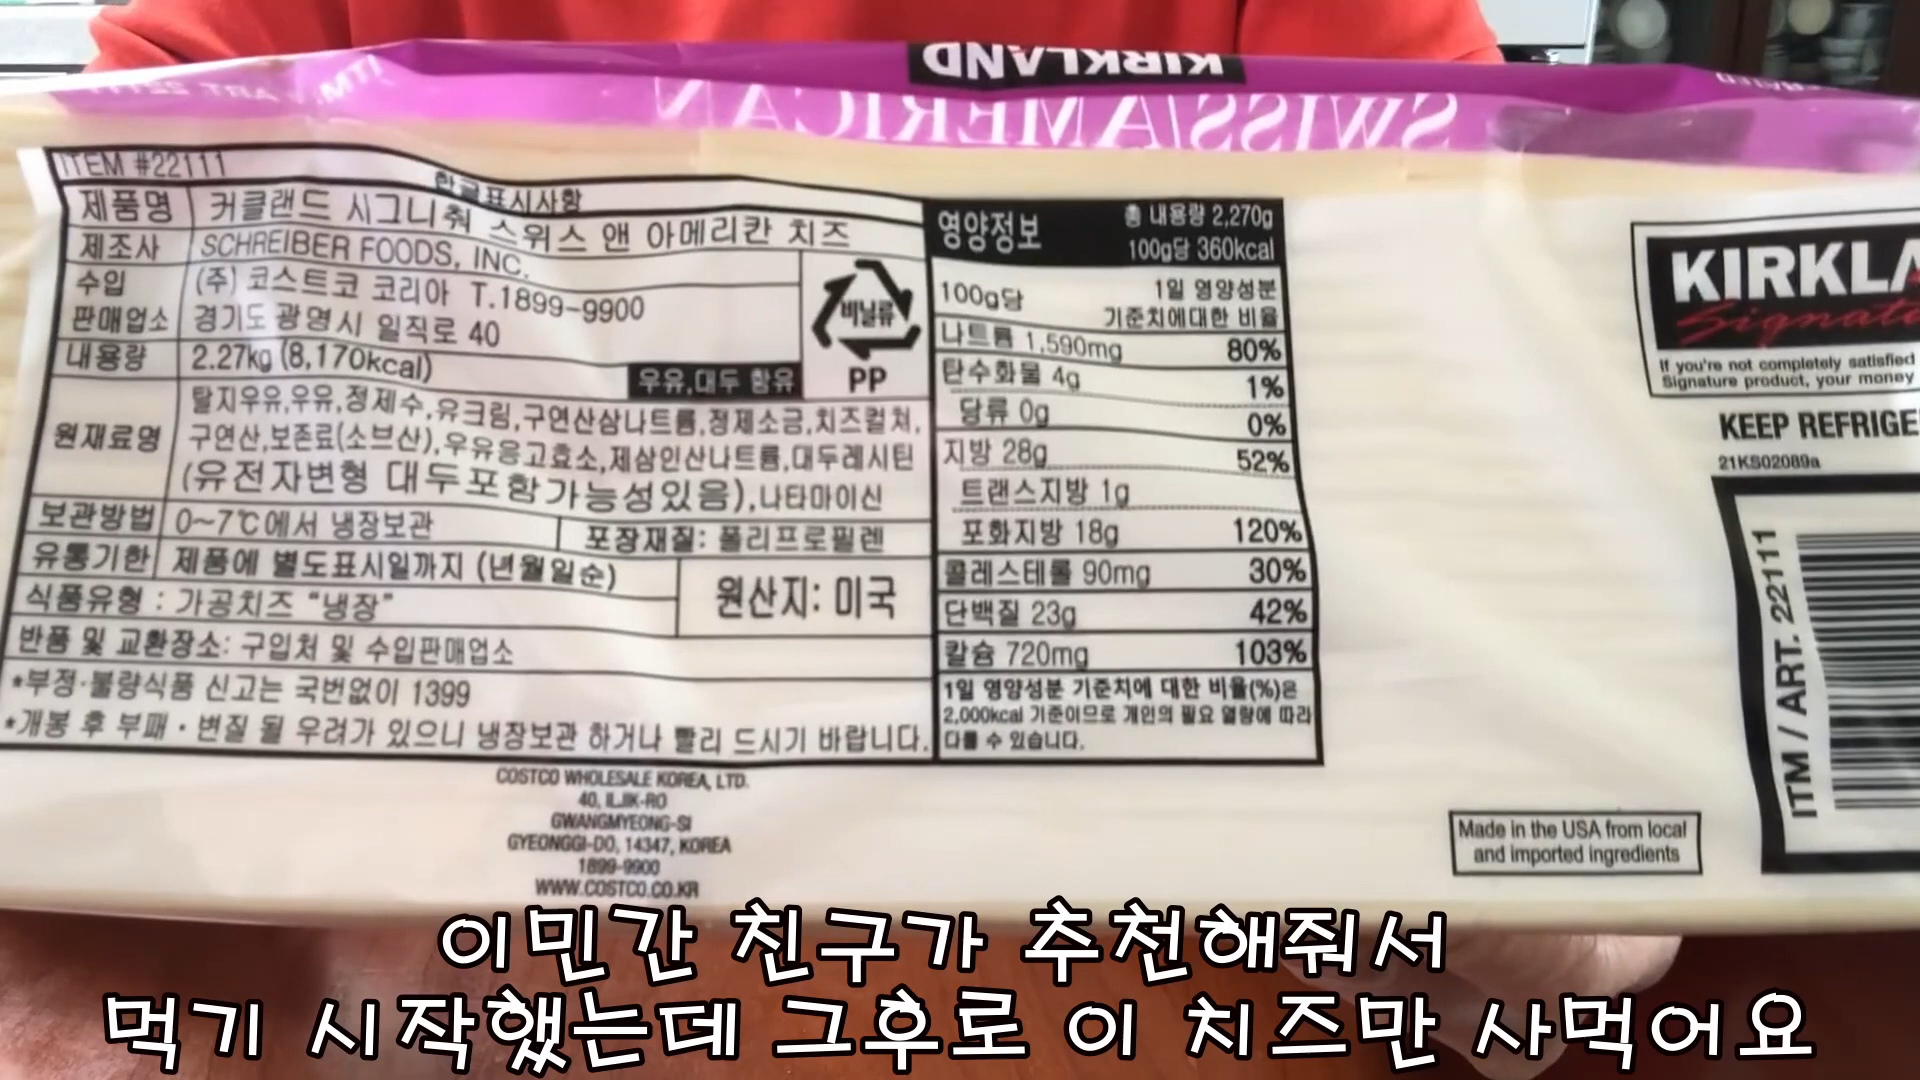 KIRKLAND
SWISS/AMERICAN
ITEM #22111
한글표시사항
제품명 커클랜드 시그니춰 스위스 앤 아메리칸 치즈
제조사 SCHREIBER FOODS, INC.
수입 판매업소 (주) 코스트코 코리아 T.1899-9900
경기도 광명시 일직로 40
비닐류
PP
내용량 2.27kg (8,170kcal)
우유,대두 함유
원재료명 탈지우유,우유,정제수,유크림,구연산삼나트륨,정제소금,치즈컬쳐,
구연산,보존료(소브산),우유응고효소,제삼인산나트륨,대두레시틴
(유전자변형 대두포함가능성있음),나타마이신
보관방법 0~7℃에서 냉장보관 포장재질: 폴리프로필렌
유통기한 제품에 별도표시일까지 (년월일순)
식품유형 : 가공치즈 "냉장"
원산지: 미국
반품 및 교환장소: 구입처 및 수입판매업소
*부정·불량식품 신고는 국번없이 1399
*개봉 후 부패·변질 될 우려가 있으니 냉장보관 하거나 빨리 드시기 바랍니다.
영양정보 총 내용량 2,270g
100g당 360kcal
100g당 1일 영양성분
기준치에대한 비율
나트륨 1,590mg 80%
탄수화물 4g 1%
당류 0g 0%
지방 28g 52%
트랜스지방 1g
포화지방 18g 120%
콜레스테롤 90mg 30%
단백질 23g 42%
칼슘 720mg 103%
1일 영양성분 기준치에 대한 비율(%)은
2,000kcal 기준이므로 개인의 필요 열량에 따라
다를 수 있습니다.
COSTCO WHOLESALE KOREA, LTD.
40, ILJIK-RO
GWANGMYEONG-SI
GYEONGGI-DO, 14347, KOREA
1899-9900
WWW.COSTCO.CO.KR
KIRKLA
Signatu
If you're not completely satisfied
Signature product, your money
KEEP REFRIGE
21KS02089a
ITM / ART. 22111
Made in the USA from local
and imported ingredients
이민간 친구가 추천해줘서
먹기 시작했는데 그후로 이 치즈만 사먹어요